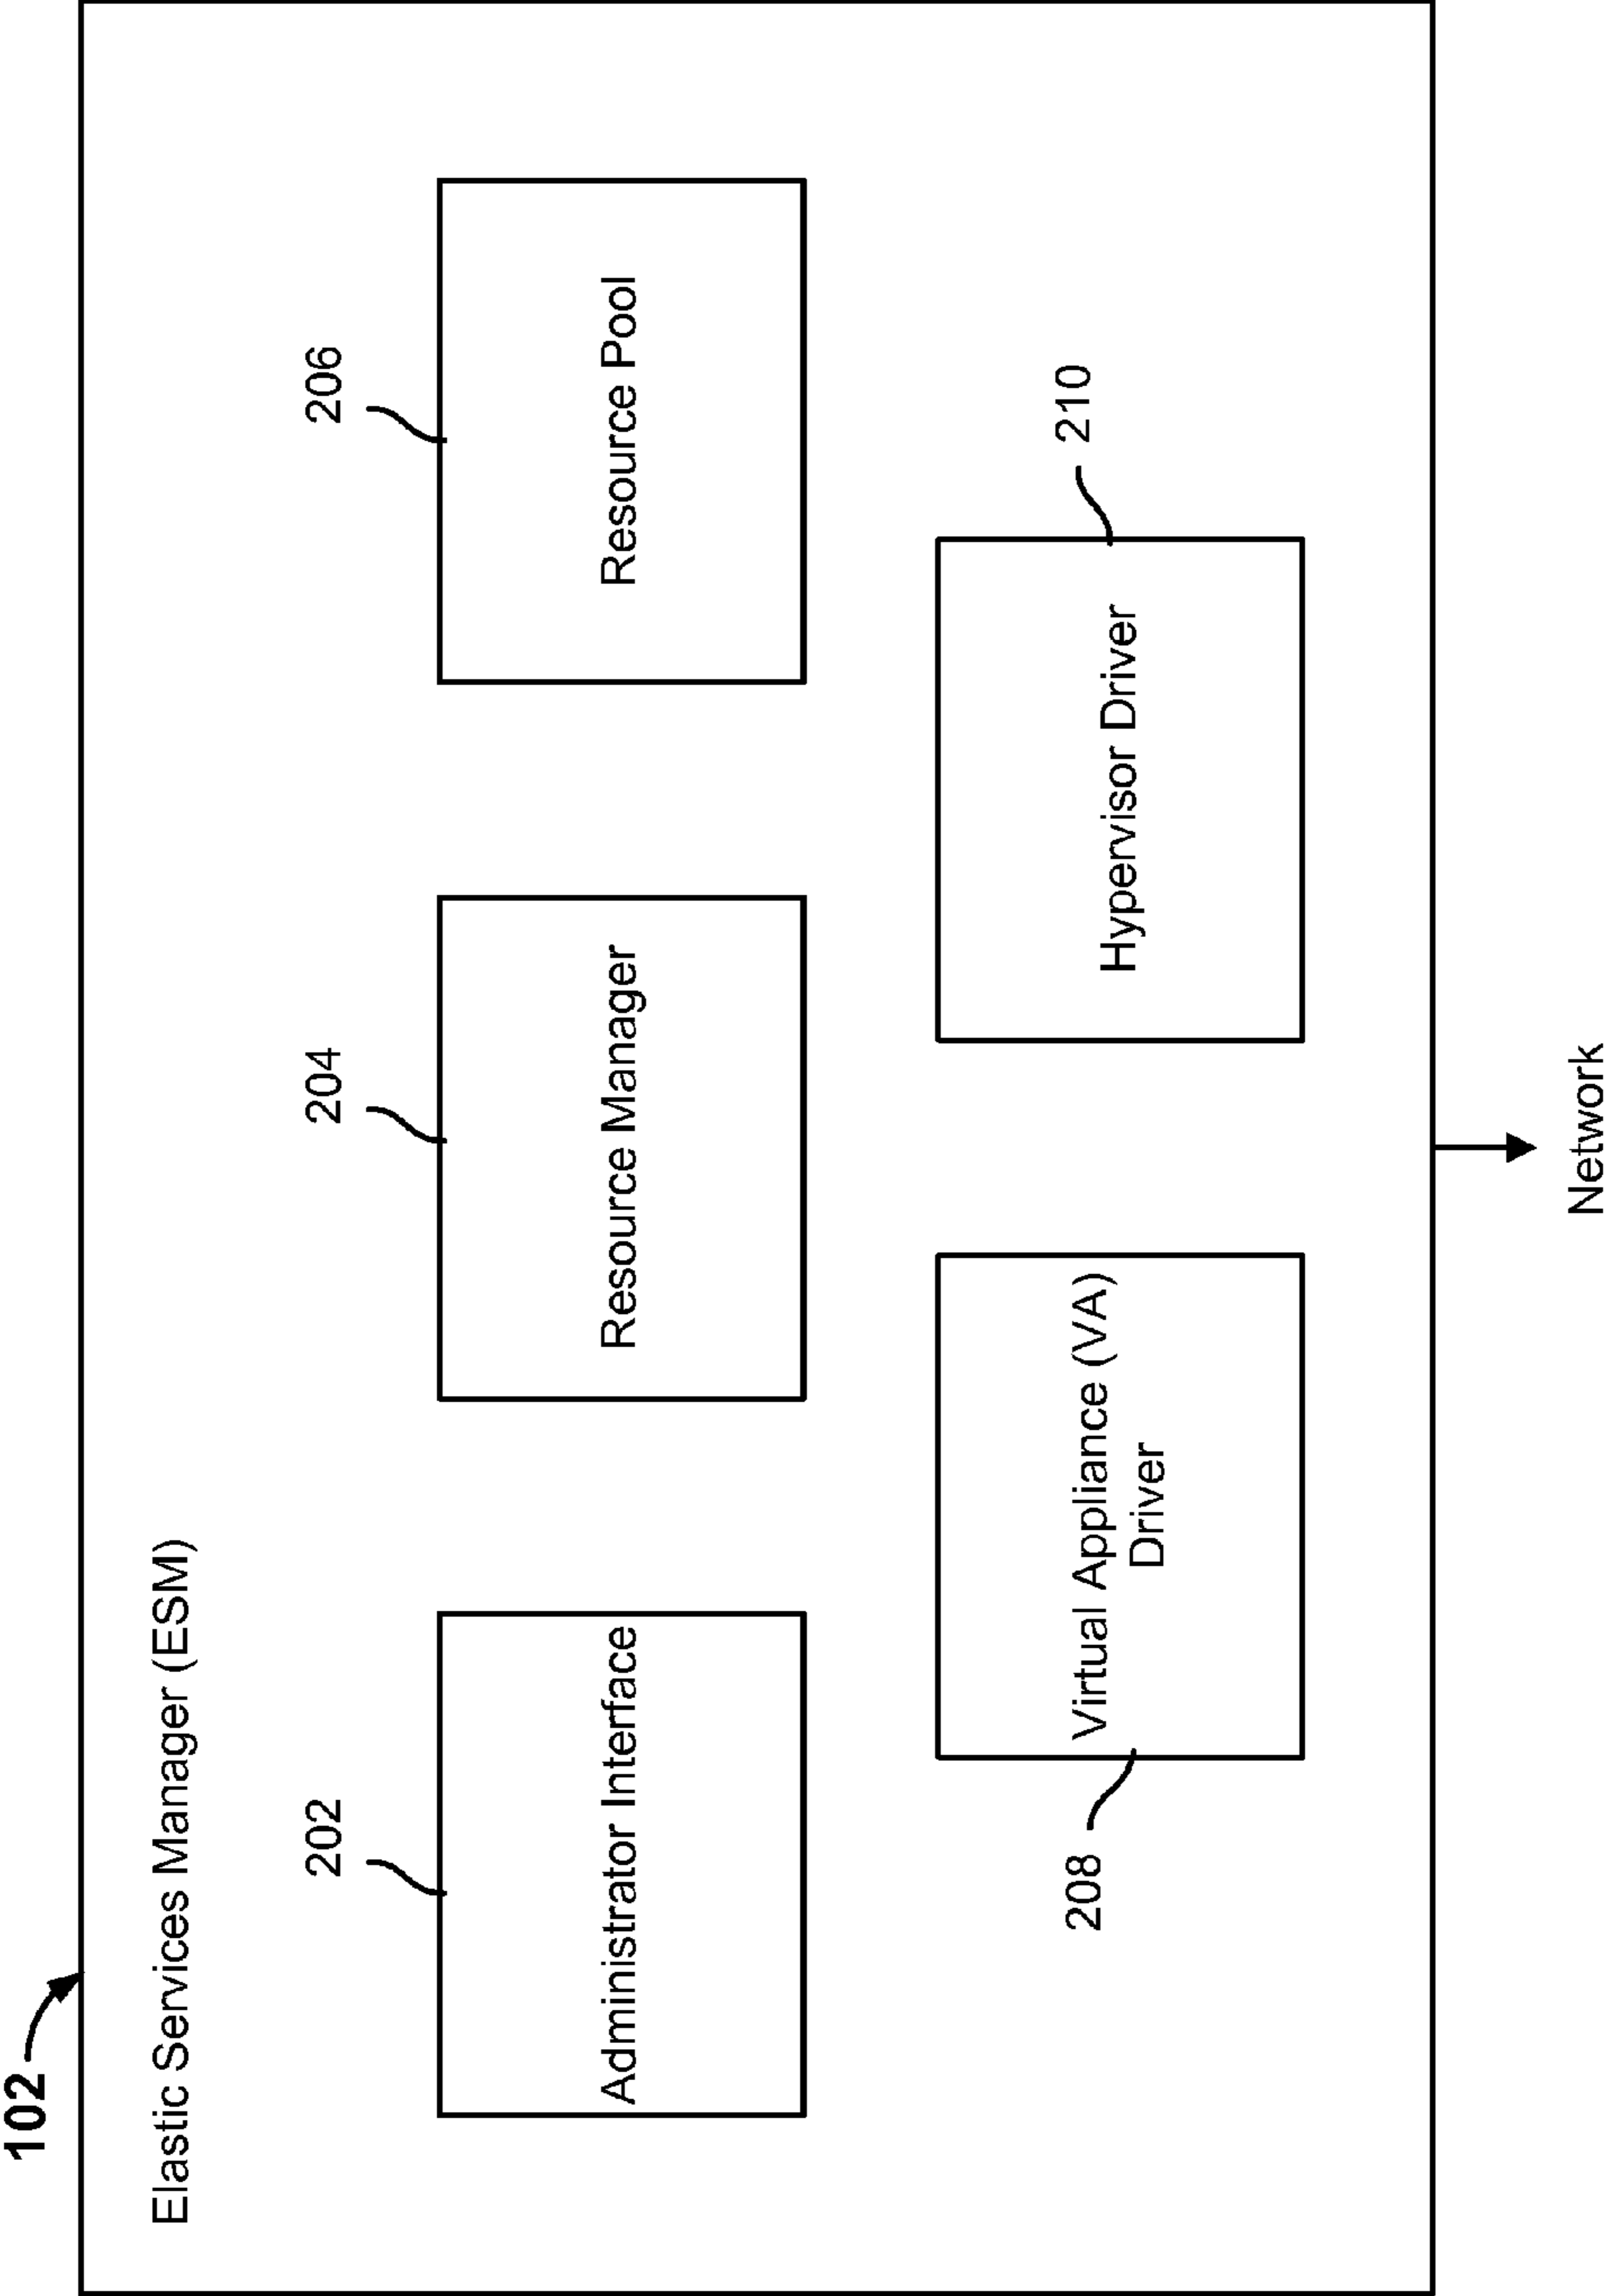 102
Elastic Services Manager (ESM)
202
204
206
Administrator Interface
Resource Manager
Resource Pool
208
210
Virtual Appliance (VA)
Driver
Hypervisor Driver
Network